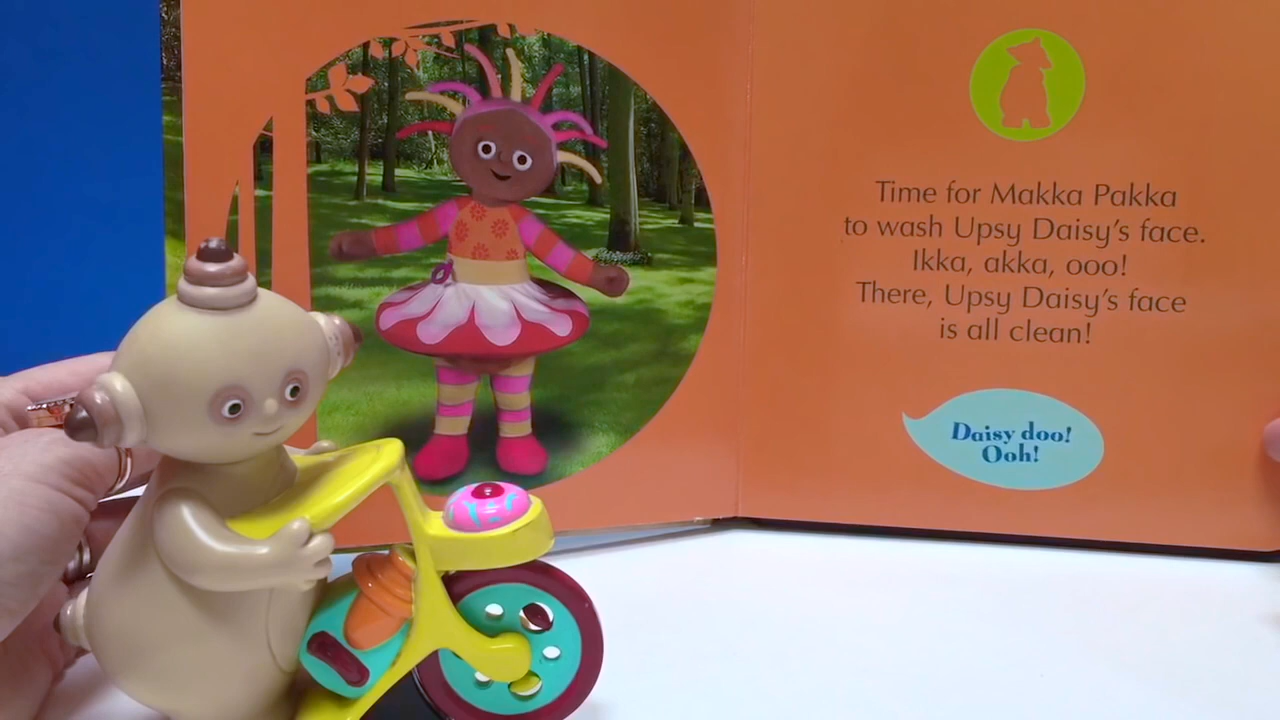 Time for Makka Pakka
to wash Upsy Daisy's face.
Ikka, akka, ooo!
There, Upsy Daisy's face
is all clean!
Daisy doo!
Ooh!